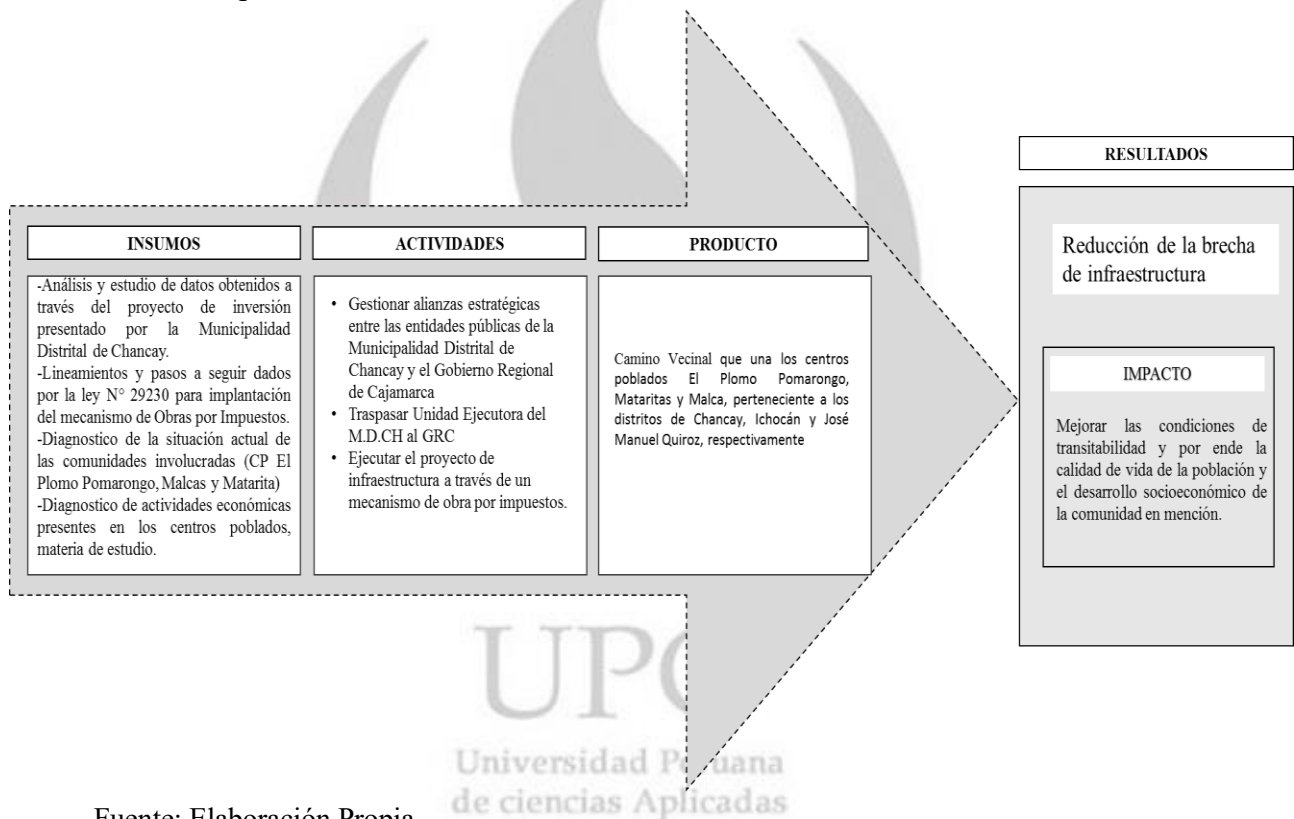 INSUMOS
-Análisis y estudio de datos obtenidos a
través del proyecto de inversión
presentado por la Municipalidad
Distrital de Chancay.
-Lineamientos y pasos a seguir dados
por la ley N° 29230 para implantación
del mecanismo de Obras por Impuestos.
-Diagnostico de la situación actual de
las comunidades involucradas (CP El
Plomo Pomarongo, Malcas y Matarita)
-Diagnostico de actividades económicas
presentes en los centros poblados,
materia de estudio.
ACTIVIDADES
• Gestionar alianzas estratégicas
entre las entidades públicas de la
Municipalidad Distrital de
Chancay y el Gobierno Regional
de Cajamarca
• Traspasar Unidad Ejecutora del
M.D.CH al GRC
• Ejecutar el proyecto de
infraestructura a través de un
mecanismo de obra por impuestos.
PRODUCTO
Camino Vecinal que una los centros
poblados El Plomo Pomarongo,
Mataritas y Malca, perteneciente a los
distritos de Chancay, Ichocán y José
Manuel Quiroz, respectivamente
RESULTADOS
Reducción de la brecha
de infraestructura
IMPACTO
Mejorar las condiciones de
transitabilidad y por ende la
calidad de vida de la población y
el desarrollo socioeconómico de
la comunidad en mención.
UPC
Universidad Peruana
de ciencias Aplicadas
Fuente: Elaboración Propia